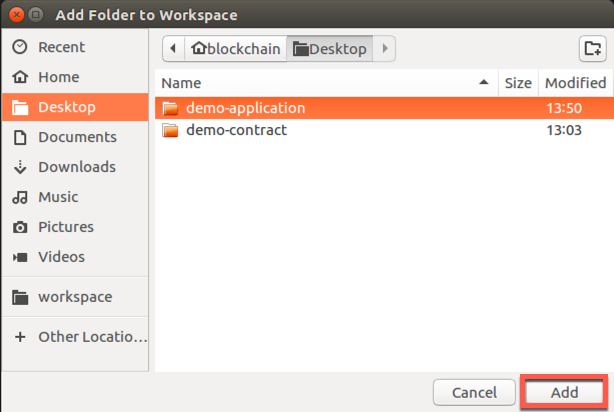 Add Folder to Workspace
Recent
Home
Desktop
Documents
Downloads
Music
Pictures
Videos
workspace
Other Locatio...
blockchain Desktop
Name Size Modified
demo-application 13:50
demo-contract 13:03
Cancel Add